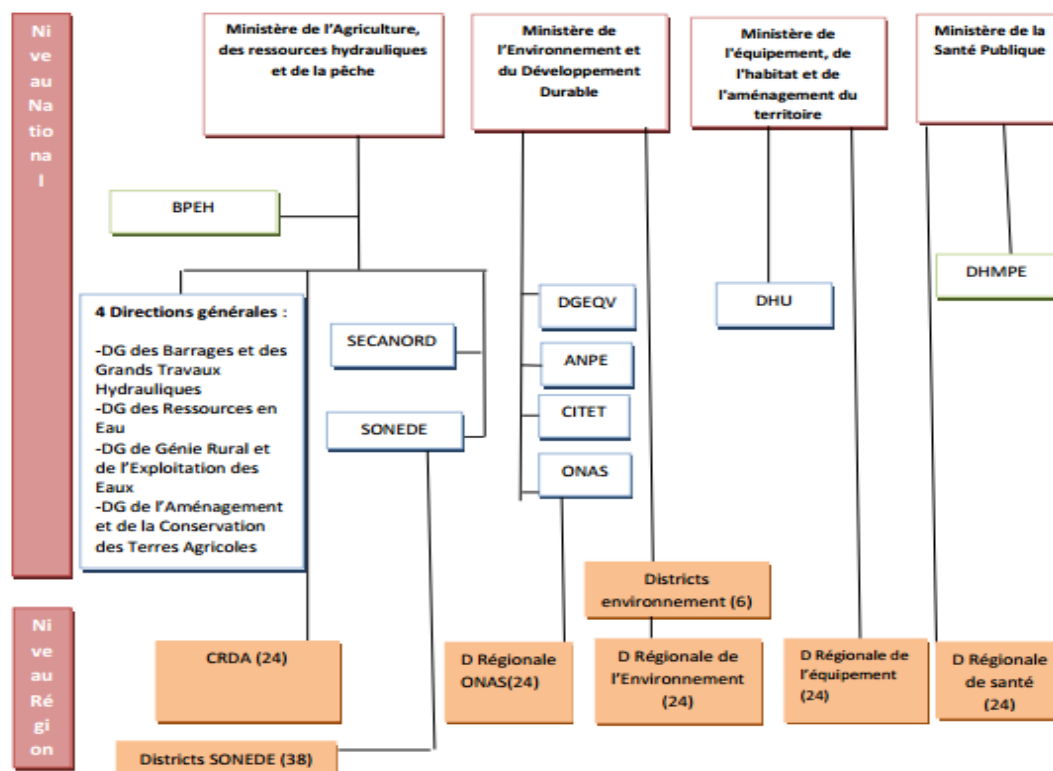 Ni
ve
au
Na
tio
na
l
Ministère de l'Agriculture,
des ressources hydrauliques
et de la pêche
Ministère de
l'Environnement et
du Développement
Durable
Ministère de
l'équipement, de
l'habitat et de
l'aménagement du
territoire
Ministère de la
Santé Publique
BPEH
4 Directions générales :
-DG des Barrages et des
Grands Travaux
Hydrauliques
-DG des Ressources en
Eau
-DG de Génie Rural et
de l'Exploitation des
Eaux
-DG de l'Aménagement
et de la Conservation
des Terres Agricoles
SECANORD
SONEDE
DGEQV
ANPE
CITET
ONAS
DHU
DHMPE
Districts
environnement (6)
Ni
ve
au
Ré
gi
on
CRDA (24)
D Régionale
ONAS(24)
D Régionale de
l'Environnement
(24)
D Régionale de
l'équipement
(24)
D Régionale
de santé
(24)
Districts SONEDE (38)